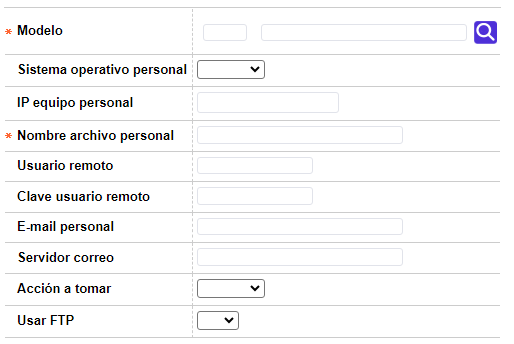 * Modelo
Sistema operativo personal
IP equipo personal
* Nombre archivo personal
Usuario remoto
Clave usuario remoto
E-mail personal
Servidor correo
Acción a tomar
Usar FTP